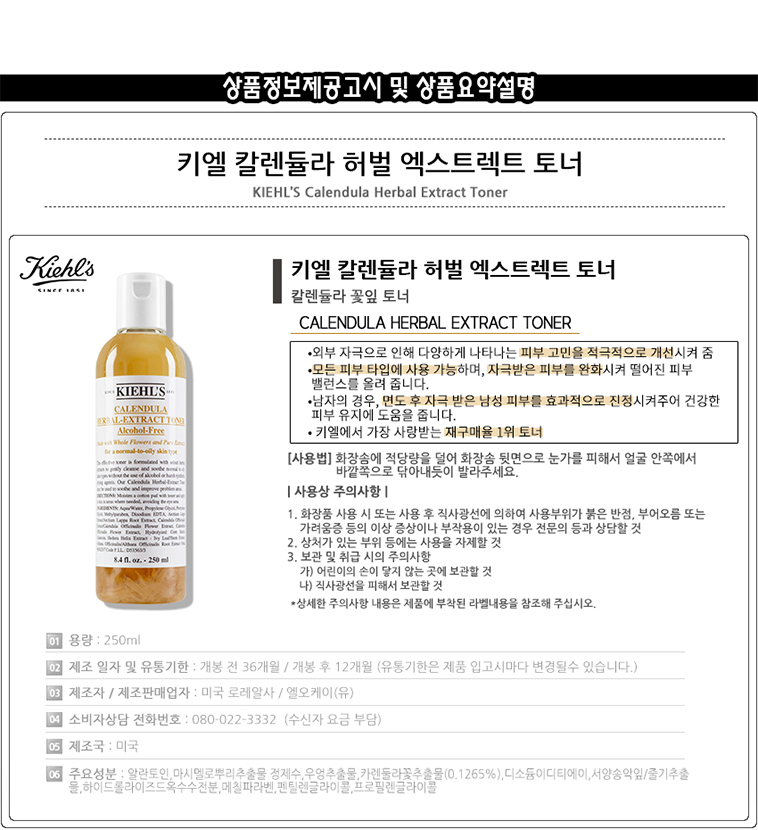 상품정보제공고시 및 상품요약설명
키엘 칼렌듈라 허벌 엑스트렉트 토너
KIEHL'S Calendula Herbal Extract Toner
Kiehl's
SINCE 1851
키엘 칼렌듈라 허벌 엑스트렉트 토너
칼렌듈라 꽃잎 토너
CALENDULA HERBAL EXTRACT TONER
•외부 자극으로 인해 다양하게 나타나는 피부 고민을 적극적으로 개선시켜 줌
•모든 피부 타입에 사용 가능하며, 자극받은 피부를 완화시켜 떨어진 피부
밸런스를 올려 줍니다.
•남자의 경우, 면도 후 자극 받은 남성 피부를 효과적으로 진정시켜주어 건강한
피부 유지에 도움을 줍니다.
• 키엘에서 가장 사랑받는 재구매율 1위 토너
[사용법] 화장솜에 적당량을 덜어 화장솜 뒷면으로 눈가를 피해서 얼굴 안쪽에서
바깥쪽으로 닦아내듯이 발라주세요.
| 사용상 주의사항 |
1. 화장품 사용 시 또는 사용 후 직사광선에 의하여 사용부위가 붉은 반점, 부어오름 또는
가려움증 등의 이상 증상이나 부작용이 있는 경우 전문의 등과 상담할 것
2. 상처가 있는 부위 등에는 사용을 자제할 것
3. 보관 및 취급 시의 주의사항
가) 어린이의 손이 닿지 않는 곳에 보관할 것
나) 직사광선을 피해서 보관할 것
*상세한 주의사항 내용은 제품에 부착된 라벨내용을 참조해 주십시오.
KIEHL'S
CALENDULA
HERBAL-EXTRACT TONER
Alcohol-Free
Made with Whole Flowers and Pure Extracts
for a normal-to-oily skin type
8.4 fl. oz. - 250 ml
01 용량 : 250ml
02 제조 일자 및 유통기한 : 개봉 전 36개월 / 개봉 후 12개월 (유통기한은 제품 입고시마다 변경될수 있습니다.)
03 제조자 / 제조판매업자 : 미국 로레알사 / 엘오케이(유)
04 소비자상담 전화번호 : 080-022-3332 (수신자 요금 부담)
05 제조국 : 미국
06 주요성분 : 알란토인,마시멜로뿌리추출물 정제수,우엉추출물,카렌둘라꽃추출물(0.1265%),디소듐이디티에이,서양송악잎/줄기추출
물,하이드롤라이즈드옥수수전분,메칠파라벤,펜틸렌글라이콜,프로필렌글라이콜